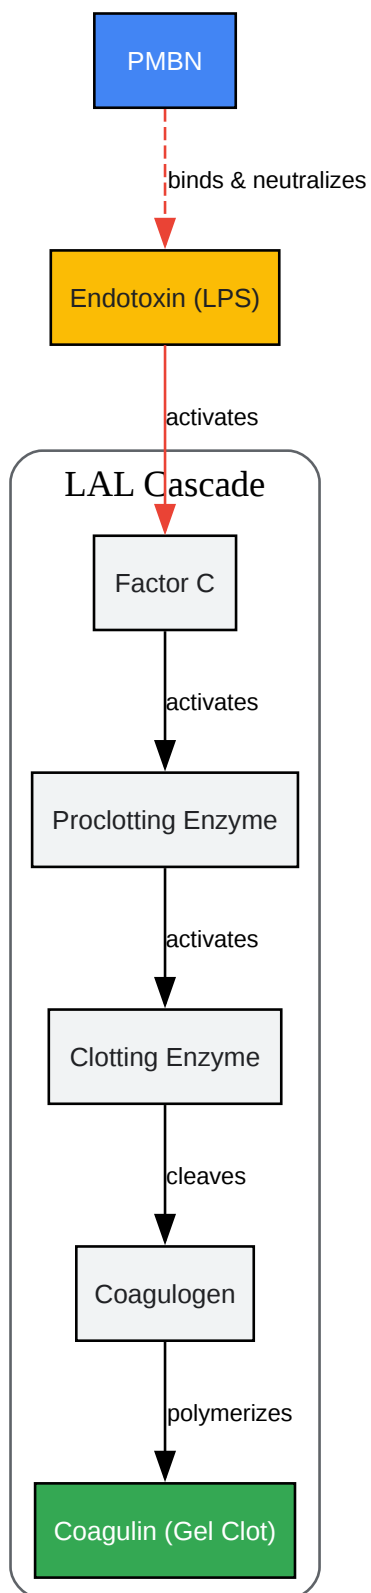 PMBN
binds & neutralizes
Endotoxin (LPS)
activates
LAL Cascade
Factor C
activates
Proclotting Enzyme
activates
Clotting Enzyme
cleaves
Coagulogen
polymerizes
Coagulin (Gel Clot)